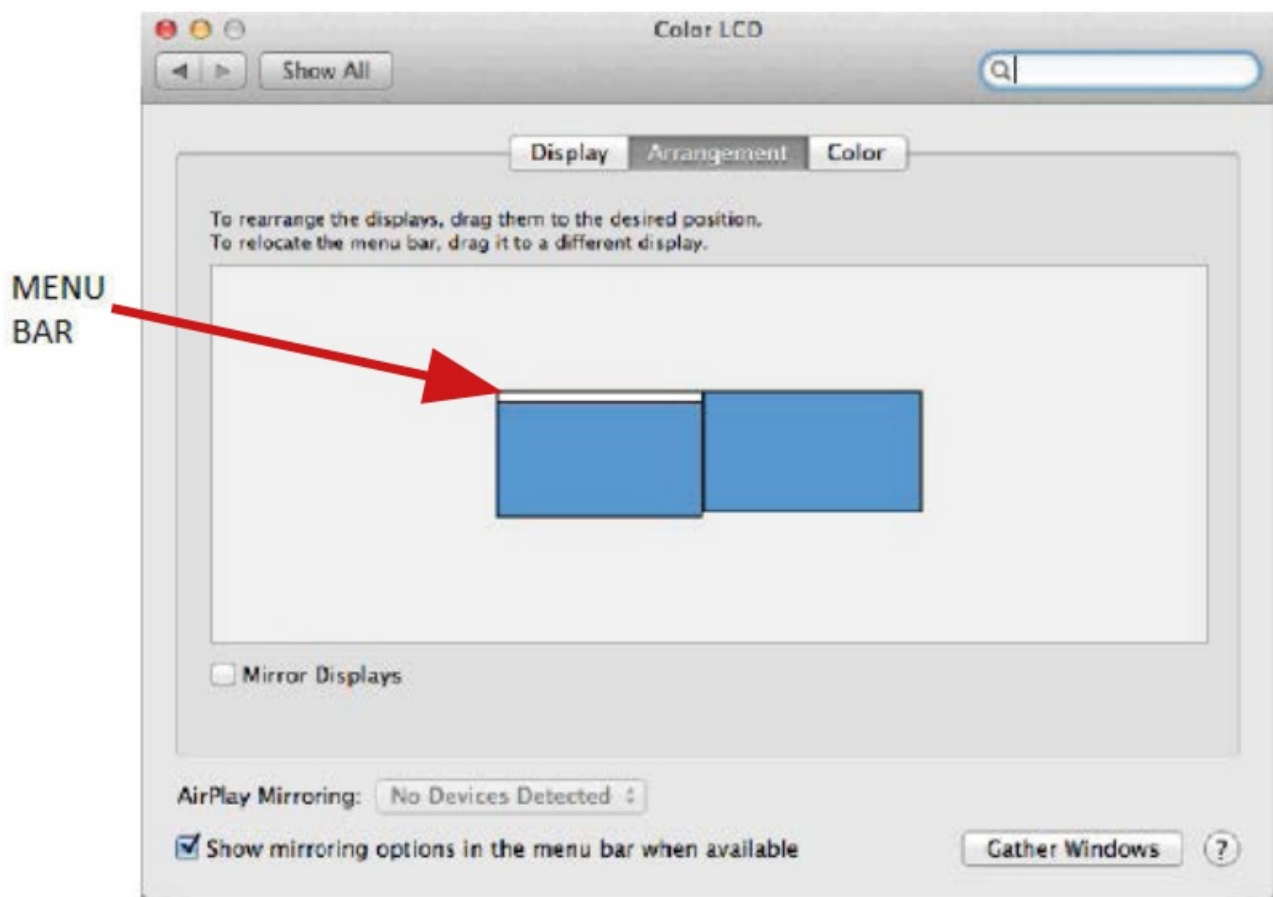 Color LCD
Show All
Display Arrangement Color
To rearrange the displays, drag them to the desired position.
To relocate the menu bar, drag it to a different display.
MENU
BAR
Mirror Displays
AirPlay Mirroring: No Devices Detected
Show mirroring options in the menu bar when available
Gather Windows ?